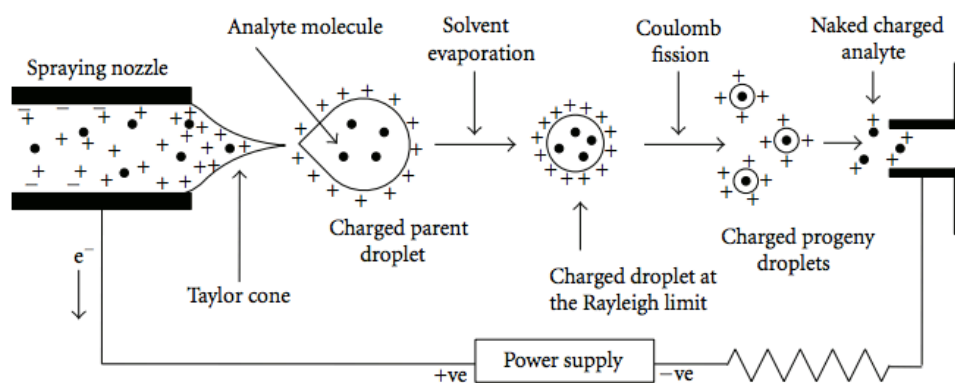 Analyte molecule
Solvent
evaporation
Coulomb
fission
Naked charged
analyte
Spraying nozzle
Charged parent
droplet
Charged progeny
droplets
e⁻
Taylor cone
Charged droplet at
the Rayleigh limit
+ve
Power supply
−ve